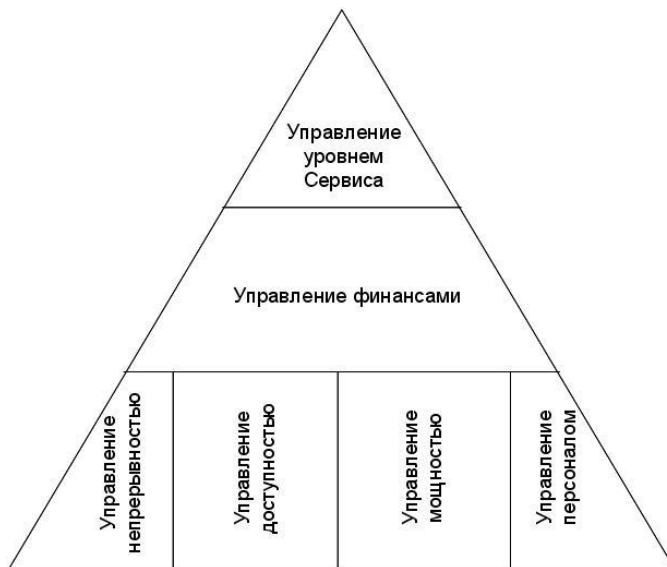 Управление
уровнем
Сервиса
Управление финансами
Управление
непрерывностью
Управление
доступностью
Управление
мощностью
Управление
персоналом